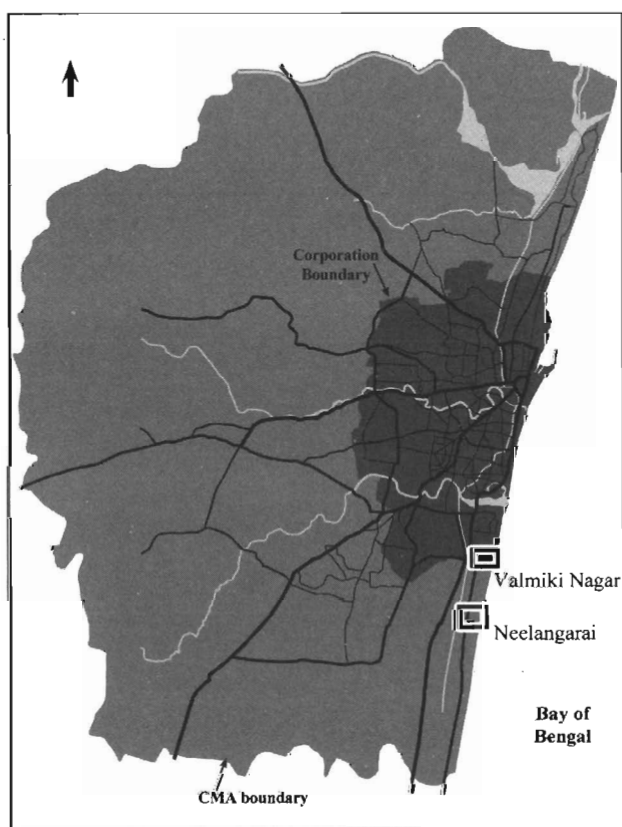 Corporation
Boundary
Valmiki Nagar
Neelangarai
Bay of
Bengal
CMA boundary